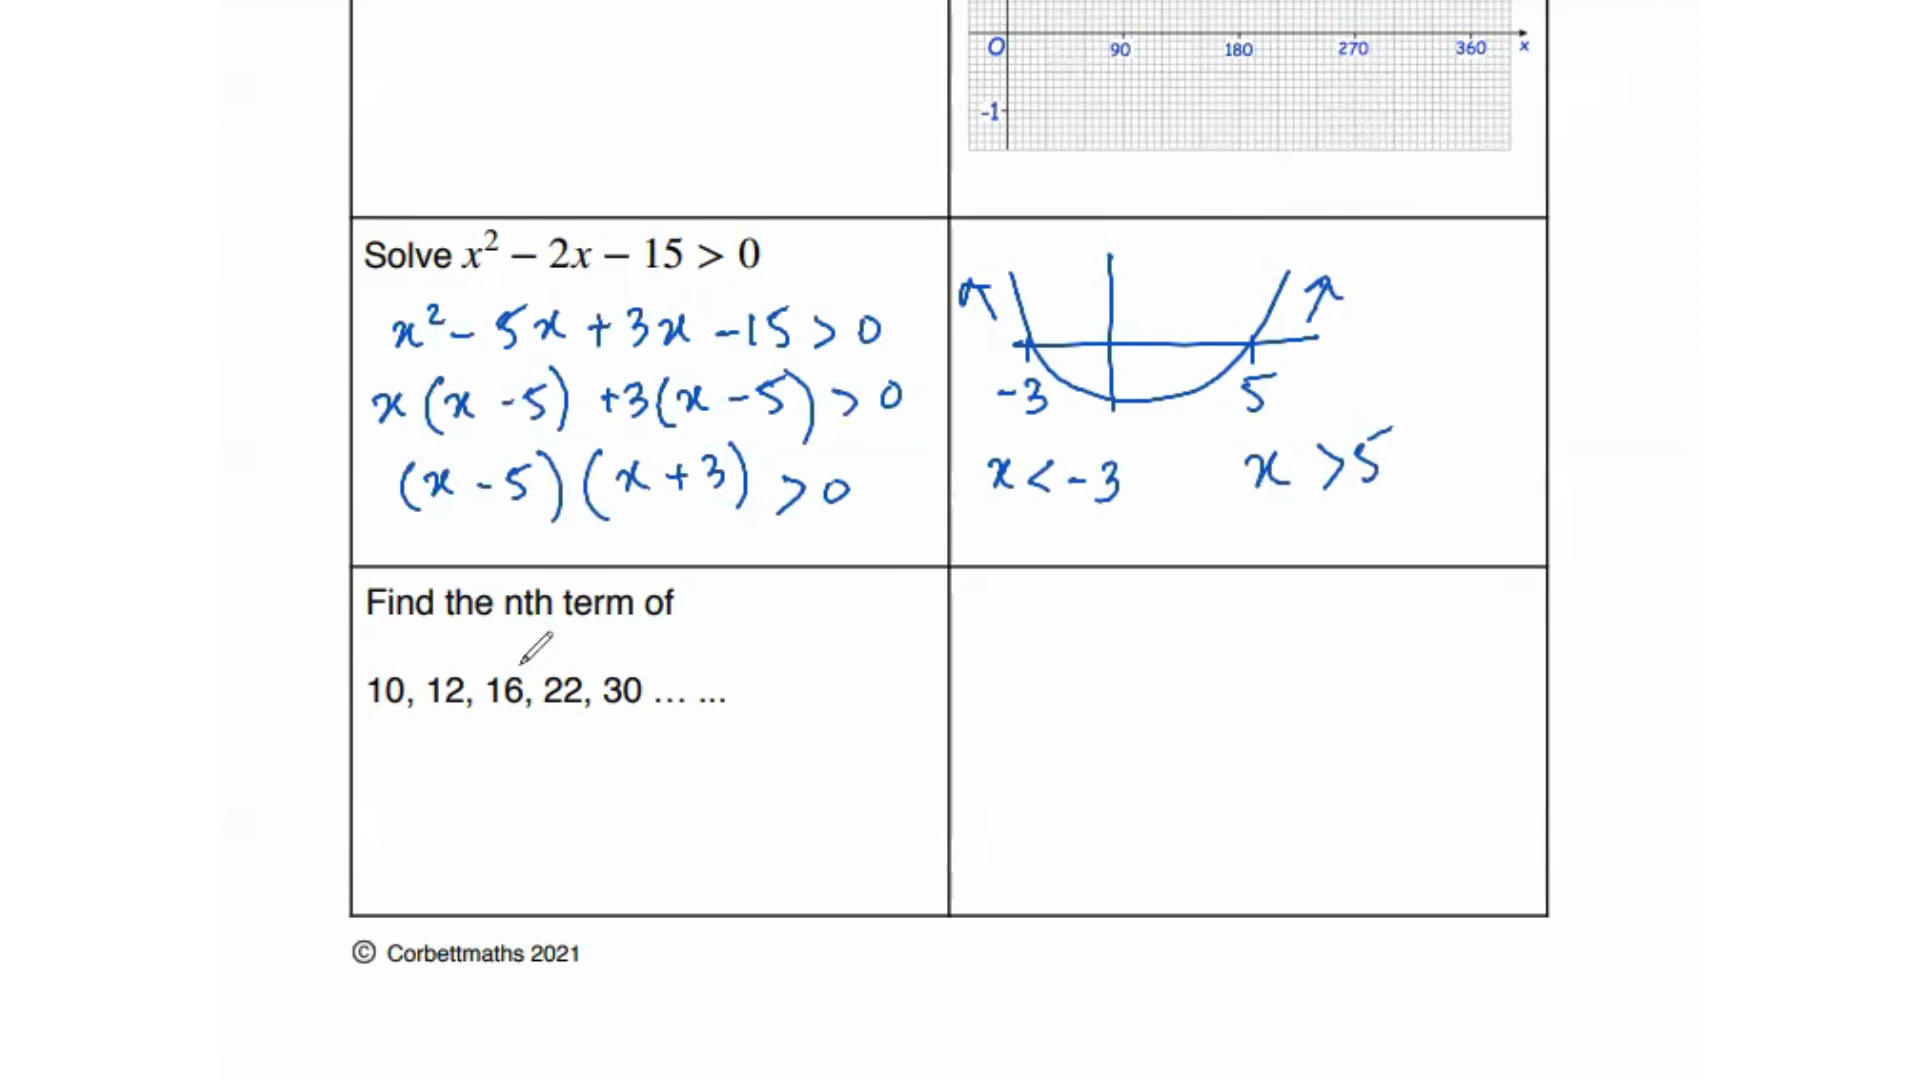 O 90 180 270 360 x
-1
Solve x² − 2x − 15 > 0
x² - 5x + 3x - 15 > 0
x(x - 5) +3(x - 5) > 0
(x - 5)(x + 3) > 0
-3 5
x < -3 x > 5
Find the nth term of
10, 12, 16, 22, 30 … ...
© Corbettmaths 2021